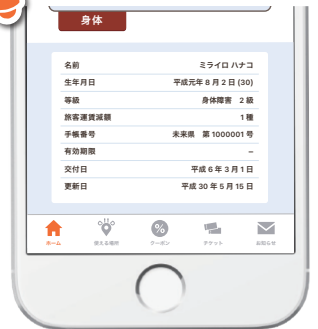 身体
名前 ミライロ ハナコ
生年月日 平成元年 8 月 2 日 (30)
等級 身体障害 2 級
旅客運賃減額 1 種
手帳番号 未来県 第 1000001 号
有効期限 –
交付日 平成 6 年 3 月 1 日
更新日 平成 30 年 5 月 15 日
ホーム 使える場所 クーポン チケット お知らせ